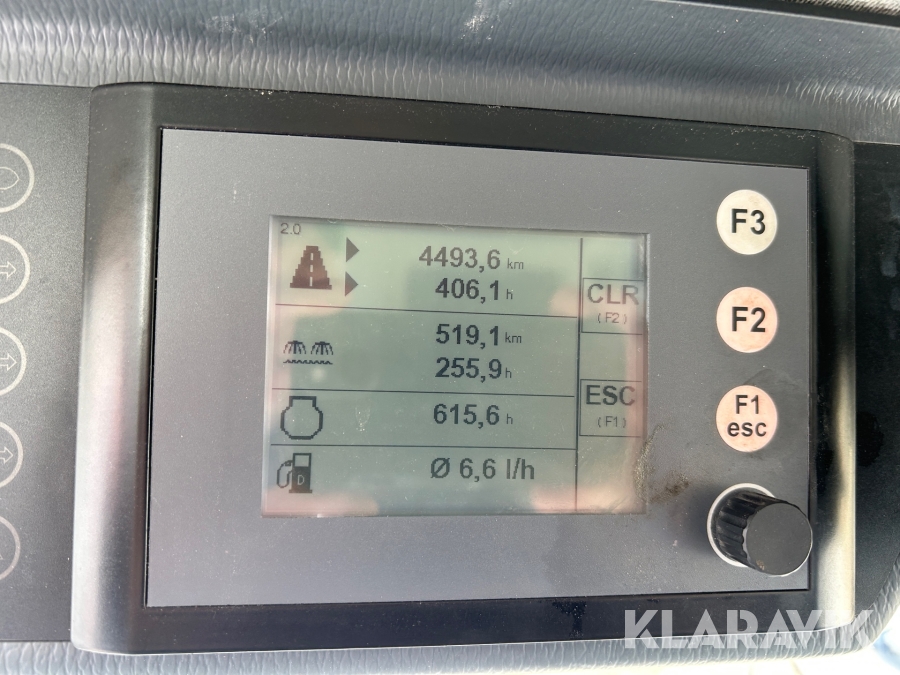 2.0
4493,6 km
406,1 h
519,1 km
255,9 h
615,6 h
D
Ø 6,6 l/h
CLR
(F2)
ESC
(F1)
F3
F2
F1
esc
KLARAVIK